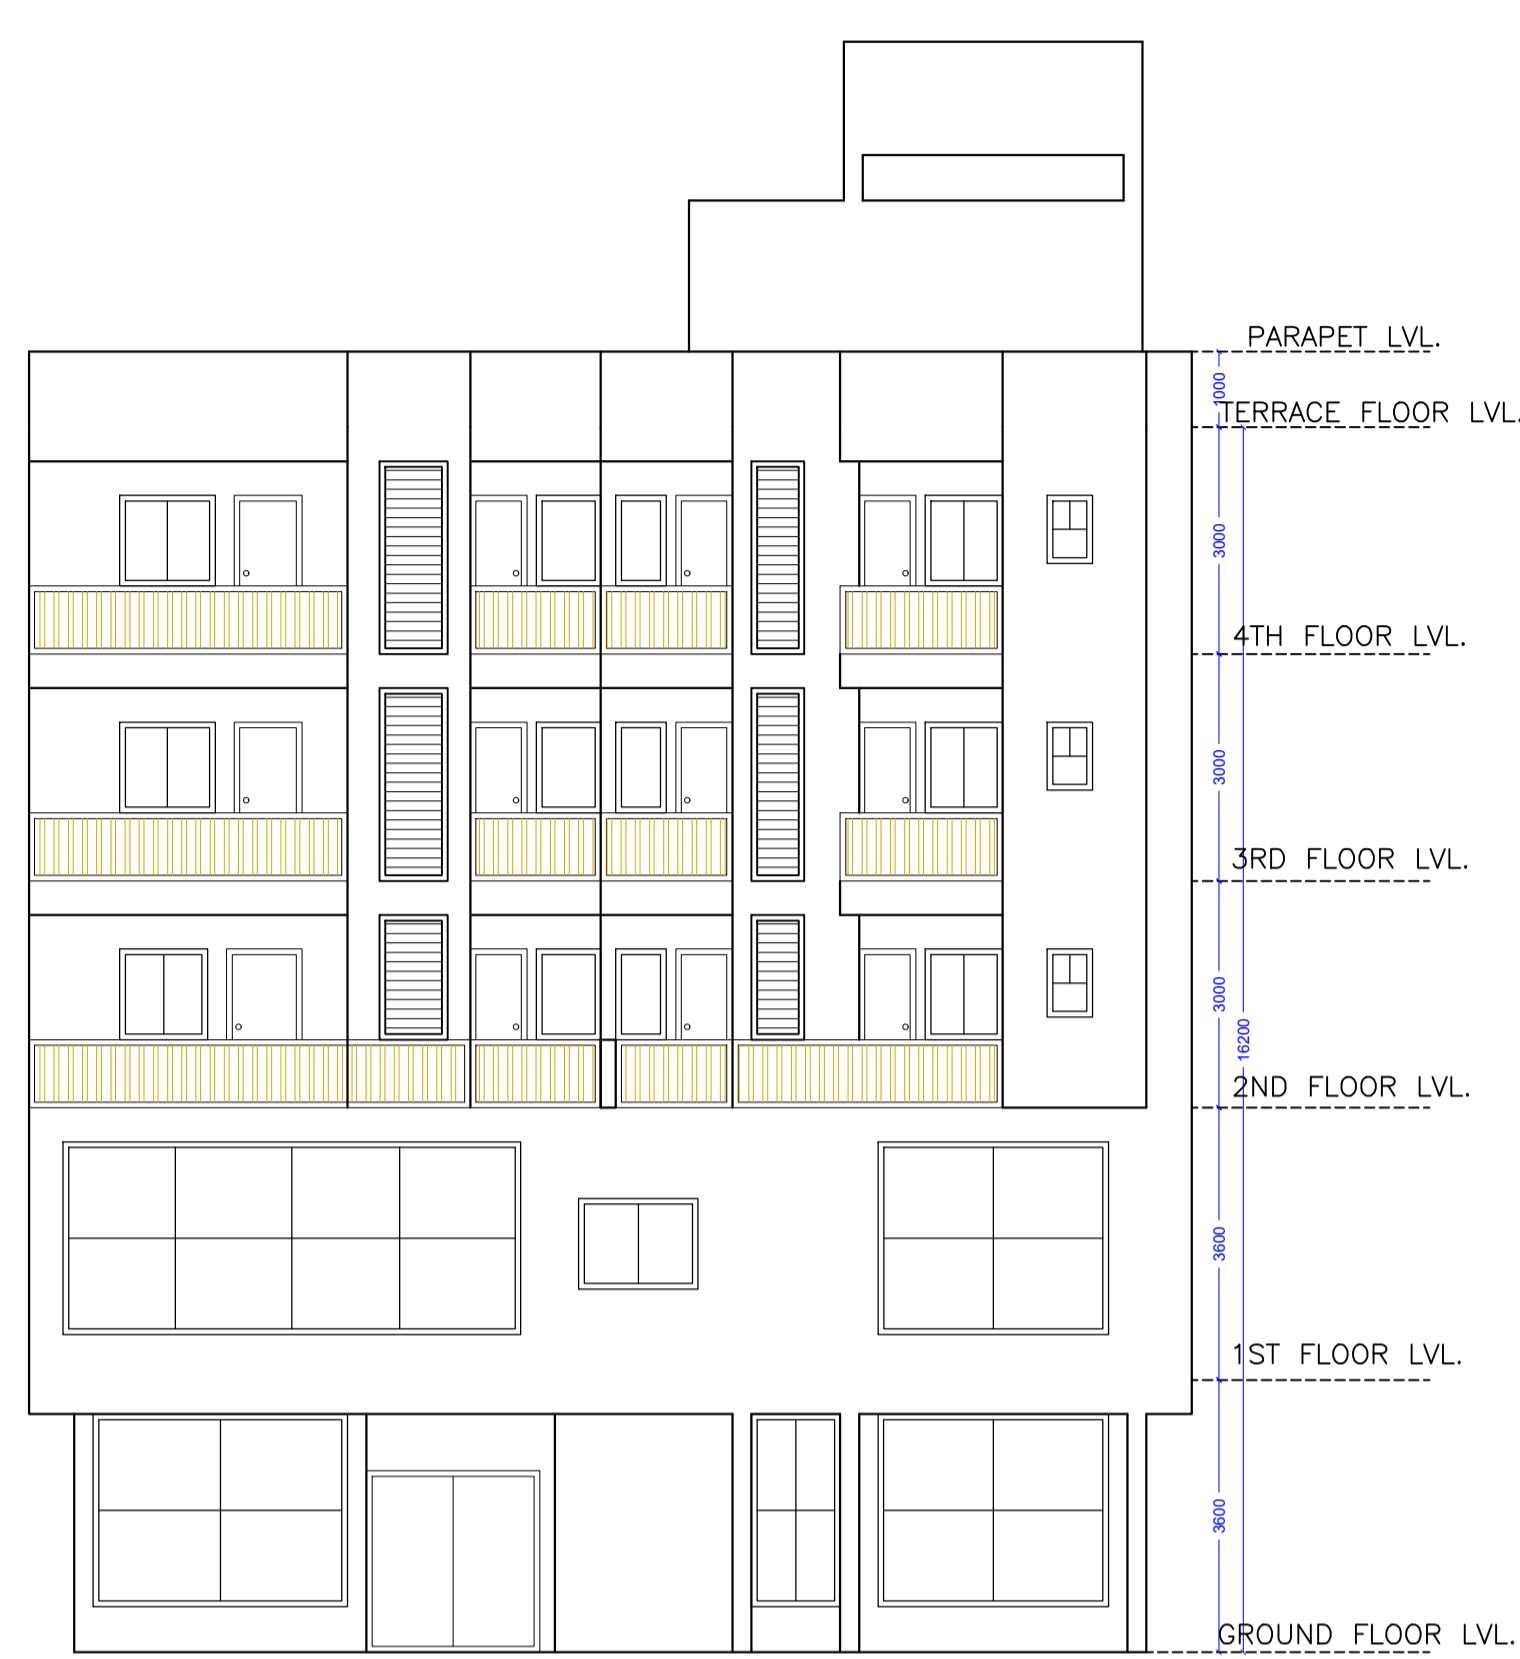 PARAPET LVL.
1000
TERRACE FLOOR LVL.
3000
4TH FLOOR LVL.
3000
3RD FLOOR LVL.
3000
16200
2ND FLOOR LVL.
3600
1ST FLOOR LVL.
3600
GROUND FLOOR LVL.